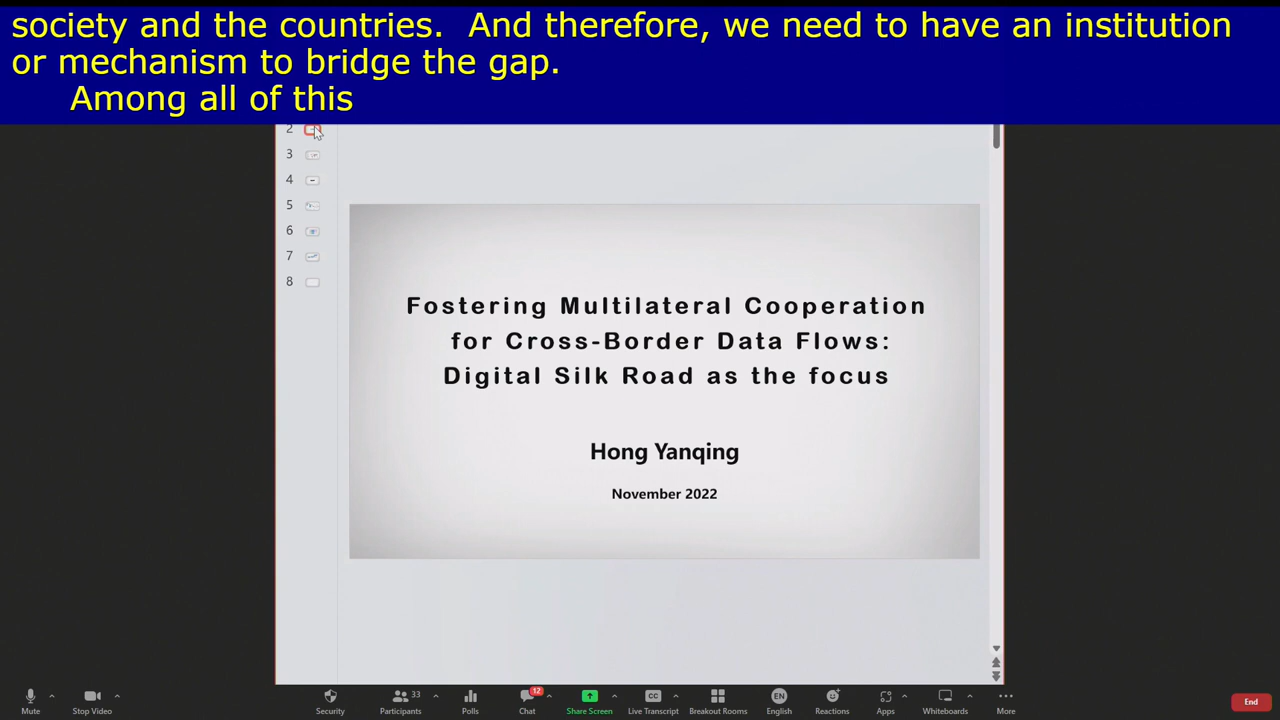 society and the countries.  And therefore, we need to have an institution
or mechanism to bridge the gap.
Among all of this
2
3
4
5
6
7
8
Fostering Multilateral Cooperation
for Cross-Border Data Flows:
Digital Silk Road as the focus
Hong Yanqing
November 2022
Mute
Stop Video
Security
33
Participants
Polls
12
Chat
Share Screen
CC
Live Transcript
Breakout Rooms
EN
English
Reactions
Apps
Whiteboards
More
End